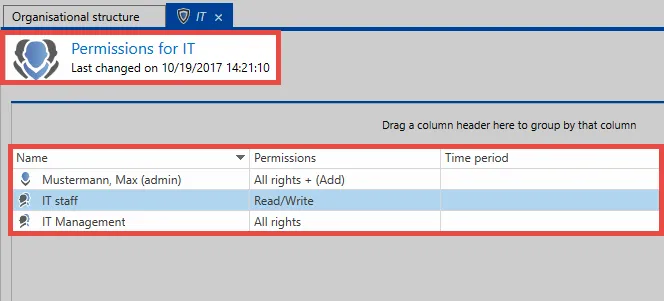 Organisational structure
IT
Permissions for IT
Last changed on 10/19/2017 14:21:10
Drag a column header here to group by that column
Name Permissions Time period
Mustermann, Max (admin) All rights + (Add)
IT staff Read/Write
IT Management All rights